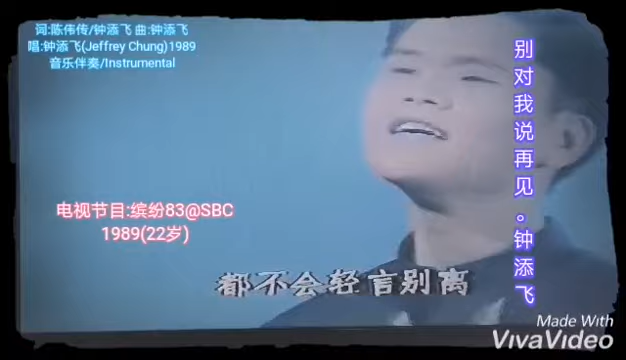 词:陈伟传/钟添飞 曲:钟添飞
唱:钟添飞(Jeffrey Chung)1989
音乐伴奏/Instrumental
别对我说再见。钟添飞
电视节目:缤纷83@SBC
1989(22岁)
都不会轻言别离
Made With
VivaVideo